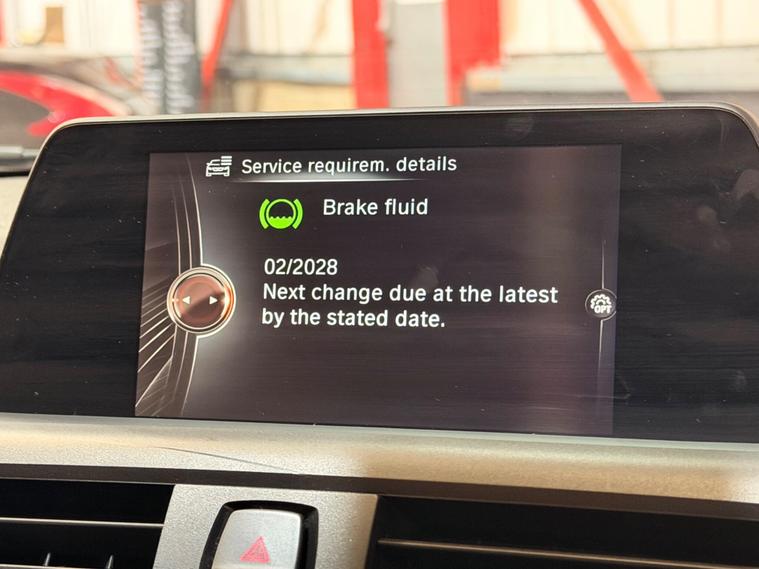 Service requirem. details
Brake fluid
02/2028
Next change due at the latest
by the stated date.
OPT